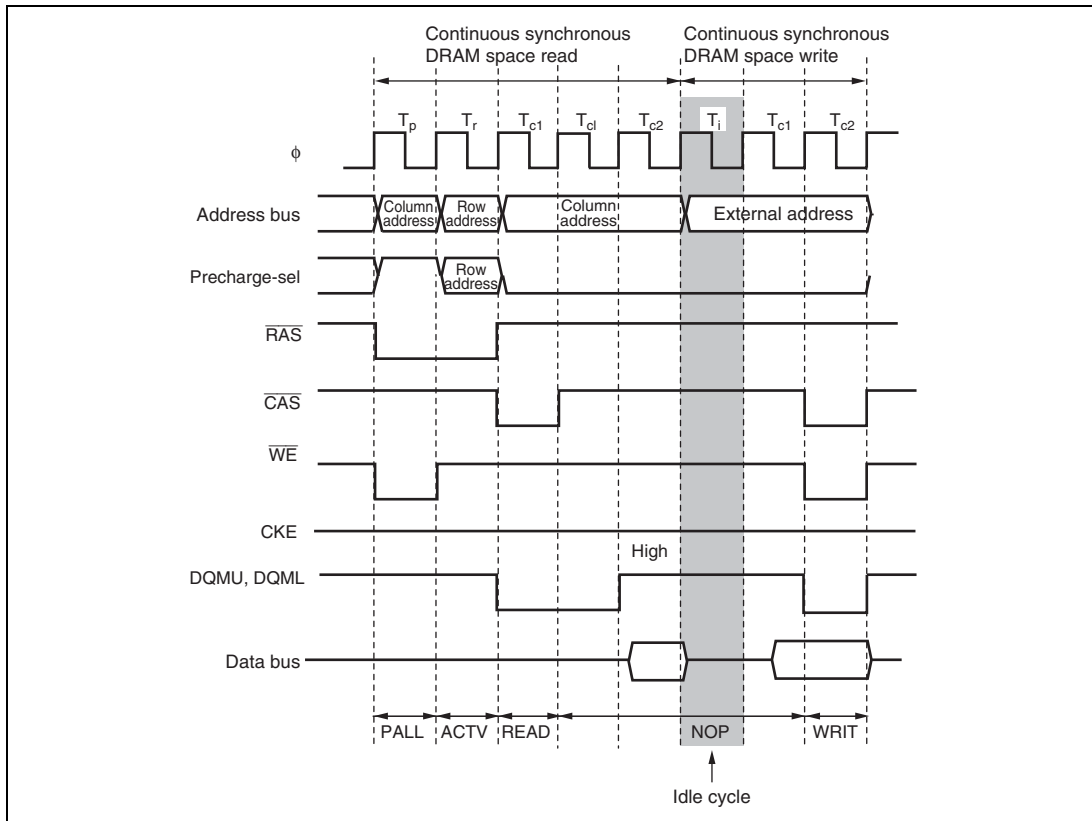 Continuous synchronous
DRAM space read
Continuous synchronous
DRAM space write
Tp Tr Tc1 Tcl Tc2 Ti Tc1 Tc2
ϕ
Address bus
Column
address
Row
address
Column
address
External address
Precharge-sel
Row
address
RAS
CAS
WE
CKE
High
DQMU, DQML
Data bus
PALL ACTV READ NOP WRIT
Idle cycle